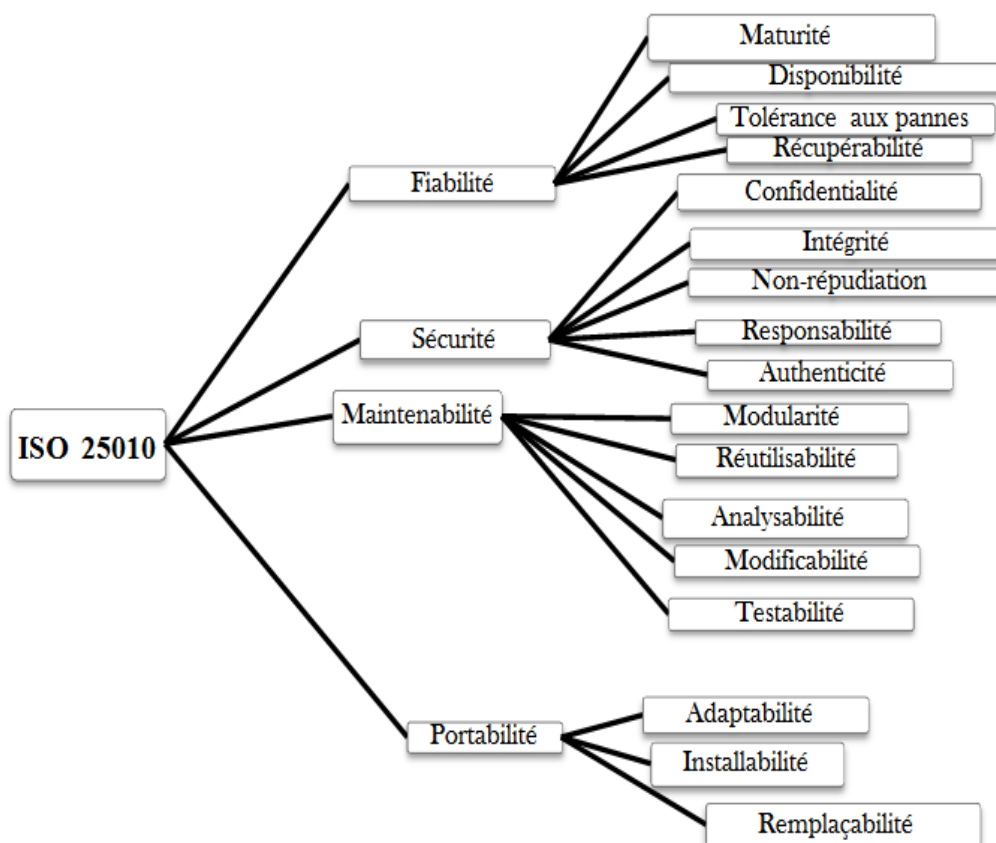 Maturité
Disponibilité
Tolérance aux pannes
Récupérabilité
Fiabilité
Confidentialité
Intégrité
Non-répudiation
Responsabilité
Authenticité
Sécurité
Maintenabilité
Modularité
Réutilisabilité
ISO 25010
Analysabilité
Modificabilité
Testabilité
Portabilité
Adaptabilité
Installabilité
Remplaçabilité